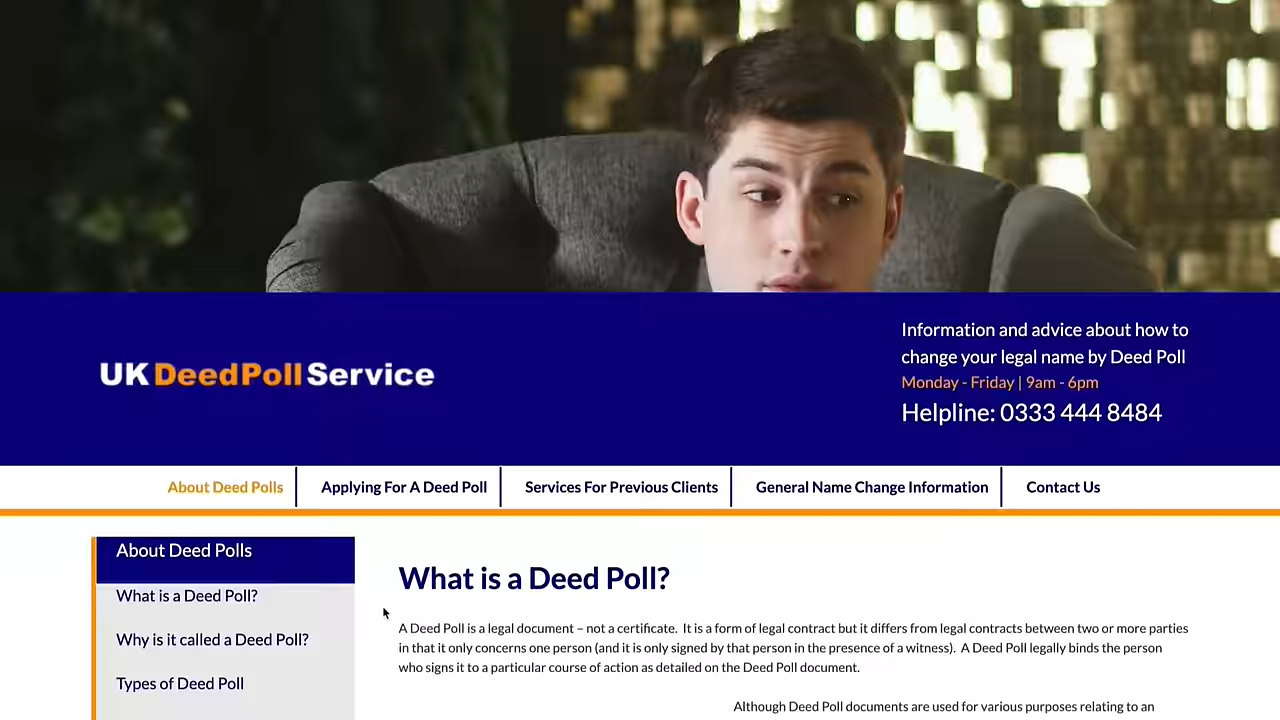 UK DeedPoll Service
Information and advice about how to
change your legal name by Deed Poll
Monday - Friday | 9am - 6pm
Helpline: 0333 444 8484
About Deed Polls
Applying For A Deed Poll
Services For Previous Clients
General Name Change Information
Contact Us
About Deed Polls
What is a Deed Poll?
Why is it called a Deed Poll?
Types of Deed Poll
What is a Deed Poll?
A Deed Poll is a legal document – not a certificate. It is a form of legal contract but it differs from legal contracts between two or more parties
in that it only concerns one person (and it is only signed by that person in the presence of a witness). A Deed Poll legally binds the person
who signs it to a particular course of action as detailed on the Deed Poll document.
Although Deed Poll documents are used for various purposes relating to an